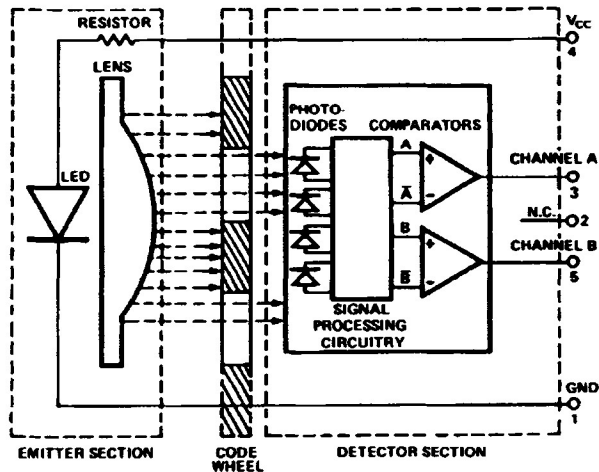 RESISTOR
LENS
LED
PHOTO-
DIODES
COMPARATORS
A
+
A̅
−
B
+
B̅
−
SIGNAL
PROCESSING
CIRCUITRY
VCC
4
CHANNEL A
3
N.C.
2
CHANNEL B
5
GND
1
EMITTER SECTION
CODE
WHEEL
DETECTOR SECTION